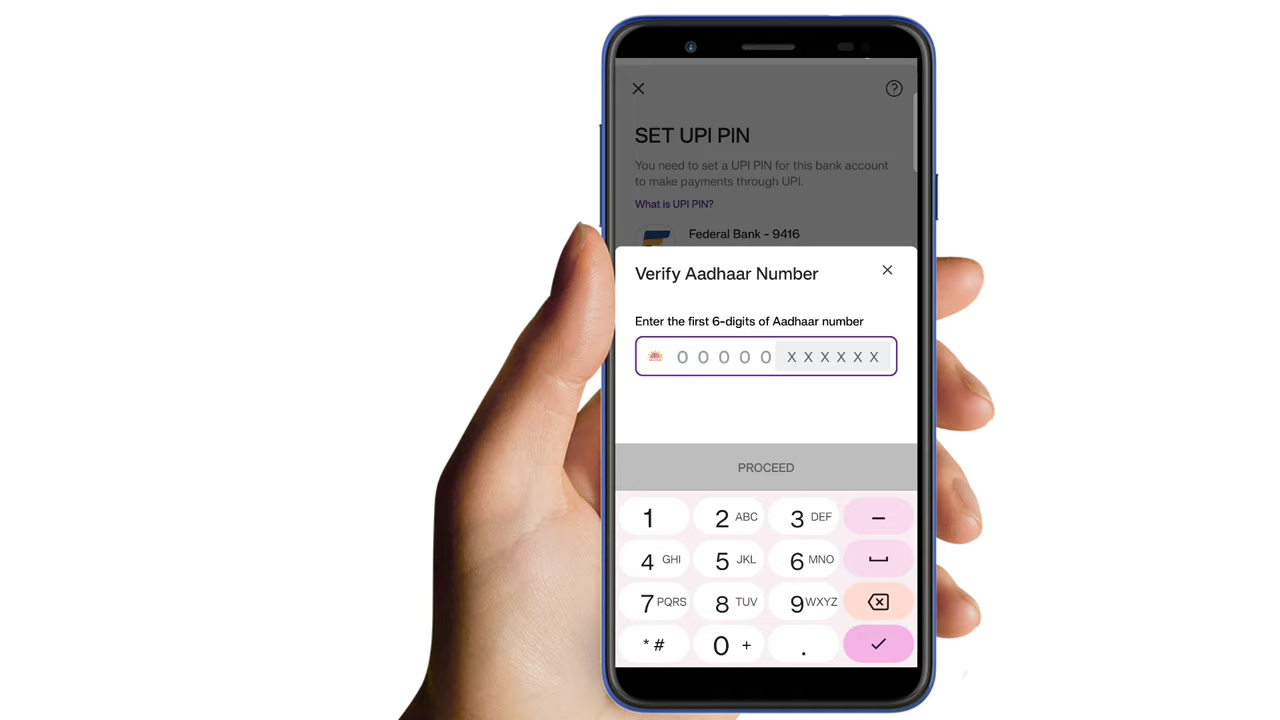 SET UPI PIN
You need to set a UPI PIN for this bank account
to make payments through UPI.
What is UPI PIN?
Federal Bank - 9416
Verify Aadhaar Number
Enter the first 6-digits of Aadhaar number
0 0 0 0 0 X X X X X X
PROCEED
1 2 ABC 3 DEF –
4 GHI 5 JKL 6 MNO
7 PQRS 8 TUV 9 WXYZ
* # 0 + .